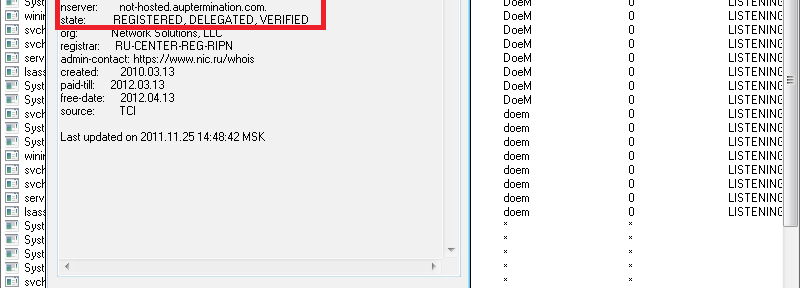 Syst
winir
svch
svch
serv
lsass
Syst
Syst
svch
Syst
Syst
winir
svch
svch
serv
lsass
Syst
Syst
Syst
Syst
svch
nserver: not-hosted.auptermination.com.
state: REGISTERED, DELEGATED, VERIFIED
org: Network Solutions, LLC
registrar: RU-CENTER-REG-RIPN
admin-contact: https://www.nic.ru/whois
created: 2010.03.13
paid-till: 2012.03.13
free-date: 2012.04.13
source: TCI
Last updated on 2011.11.25 14:48:42 MSK
DoeM 0 LISTENING
DoeM 0 LISTENING
DoeM 0 LISTENING
DoeM 0 LISTENING
DoeM 0 LISTENING
DoeM 0 LISTENING
DoeM 0 LISTENING
DoeM 0 LISTENING
doem 0 LISTENING
doem 0 LISTENING
doem 0 LISTENING
doem 0 LISTENING
doem 0 LISTENING
doem 0 LISTENING
doem 0 LISTENING
doem 0 LISTENING
* *
* *
* *
* *
* *